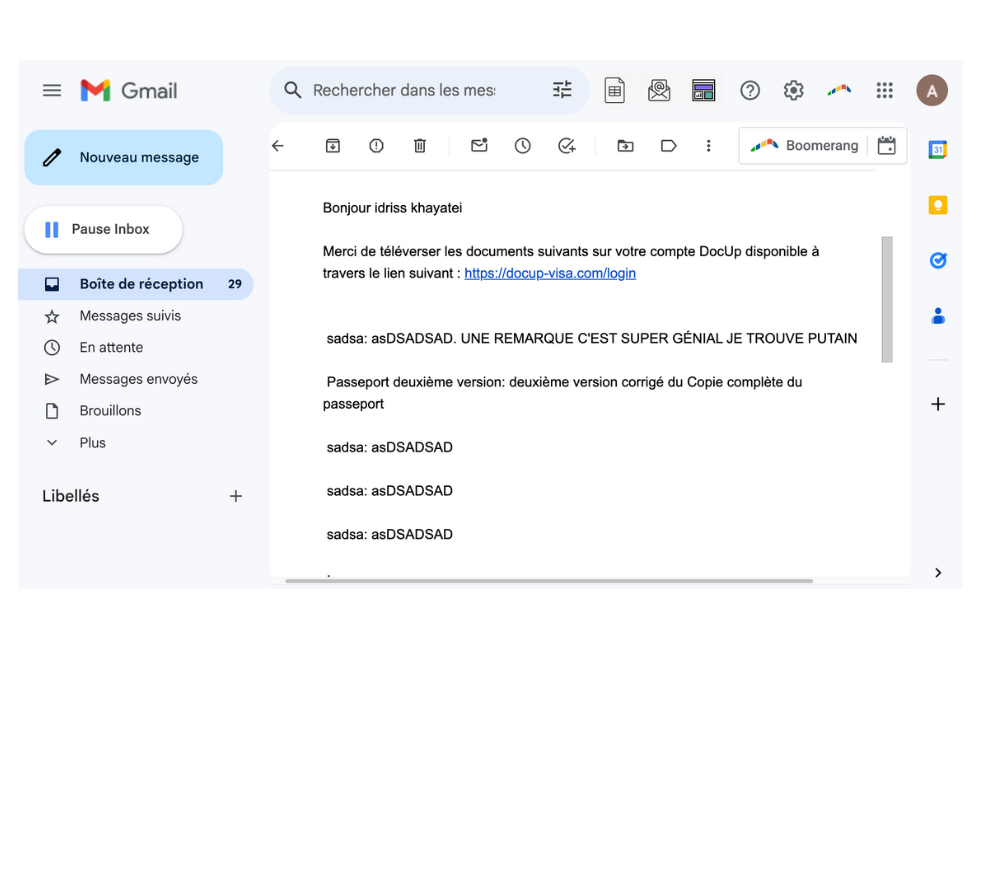 Gmail
Rechercher dans les mes
A
Nouveau message
Boomerang
31
Pause Inbox
Boîte de réception 29
Messages suivis
En attente
Messages envoyés
Brouillons
Plus
Libellés
Bonjour idriss khayatei
Merci de téléverser les documents suivants sur votre compte DocUp disponible à
travers le lien suivant : https://docup-visa.com/login
sadsa: asDSADSAD. UNE REMARQUE C'EST SUPER GÉNIAL JE TROUVE PUTAIN
Passeport deuxième version: deuxième version corrigé du Copie complète du
passeport
sadsa: asDSADSAD
sadsa: asDSADSAD
sadsa: asDSADSAD
.